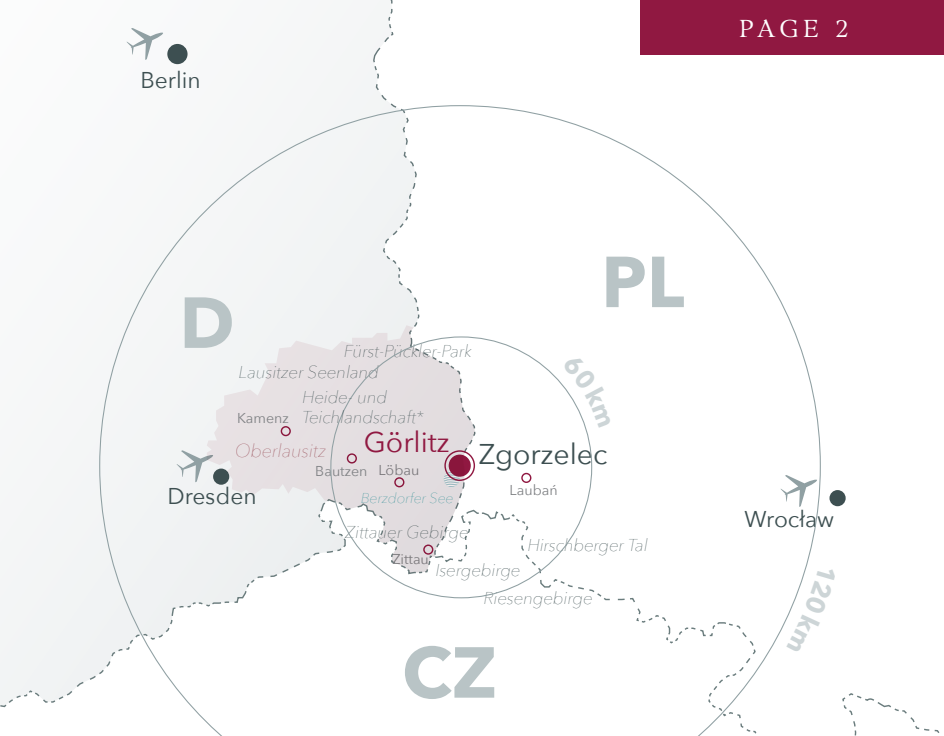 PAGE 2
Berlin
PL
D
Fürst-Pückler-Park
Lausitzer Seenland
60 km
Heide- und
Teichlandschaft*
Kamenz
Görlitz
Zgorzelec
Oberlausitz
Bautzen
Löbau
Laubań
Dresden
Berzdorfer See
Wrocław
Zittauer Gebirge
Hirschberger Tal
Zittau
Isergebirge
Riesengebirge
120 km
CZ